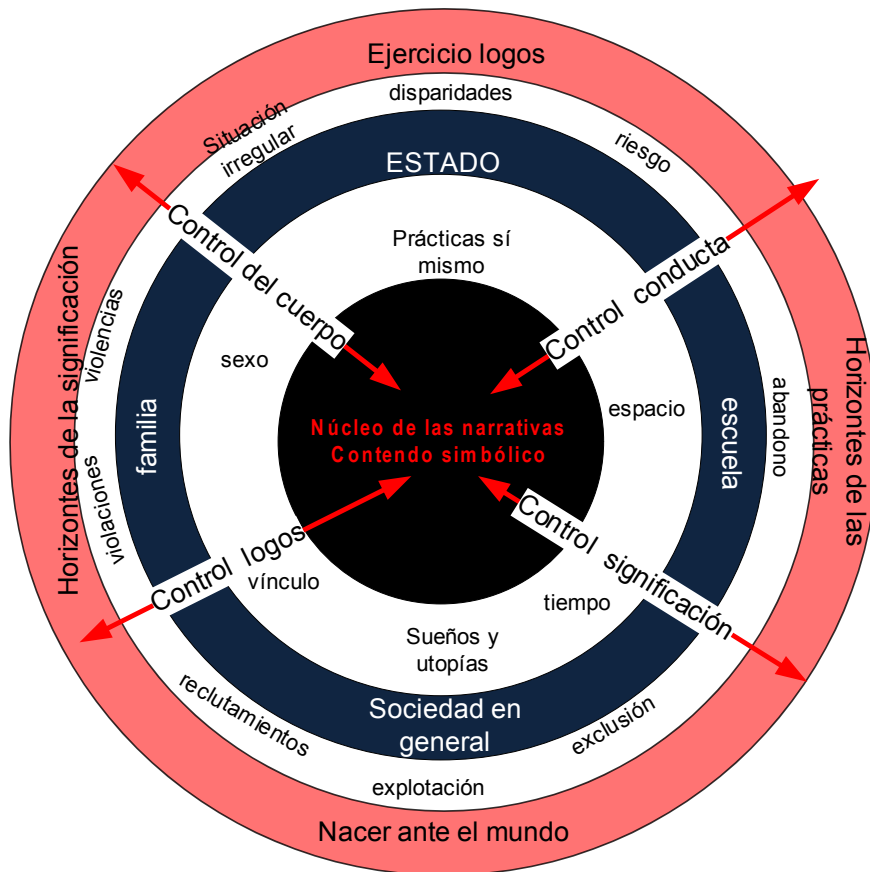 Ejercicio logos
disparidades
Situación
irregular
riesgo
ESTADO
Control del cuerpo
Control conducta
Prácticas sí
mismo
Horizontes de la significación
violencias
violaciones
familia
sexo
Núcleo de las narrativas
Contendo simbólico
espacio
escuela
abandono
Horizontes de las
prácticas
Control logos
vínculo
Control significación
tiempo
Sueños y
utopías
reclutamientos
Sociedad en
general
exclusión
explotación
Nacer ante el mundo